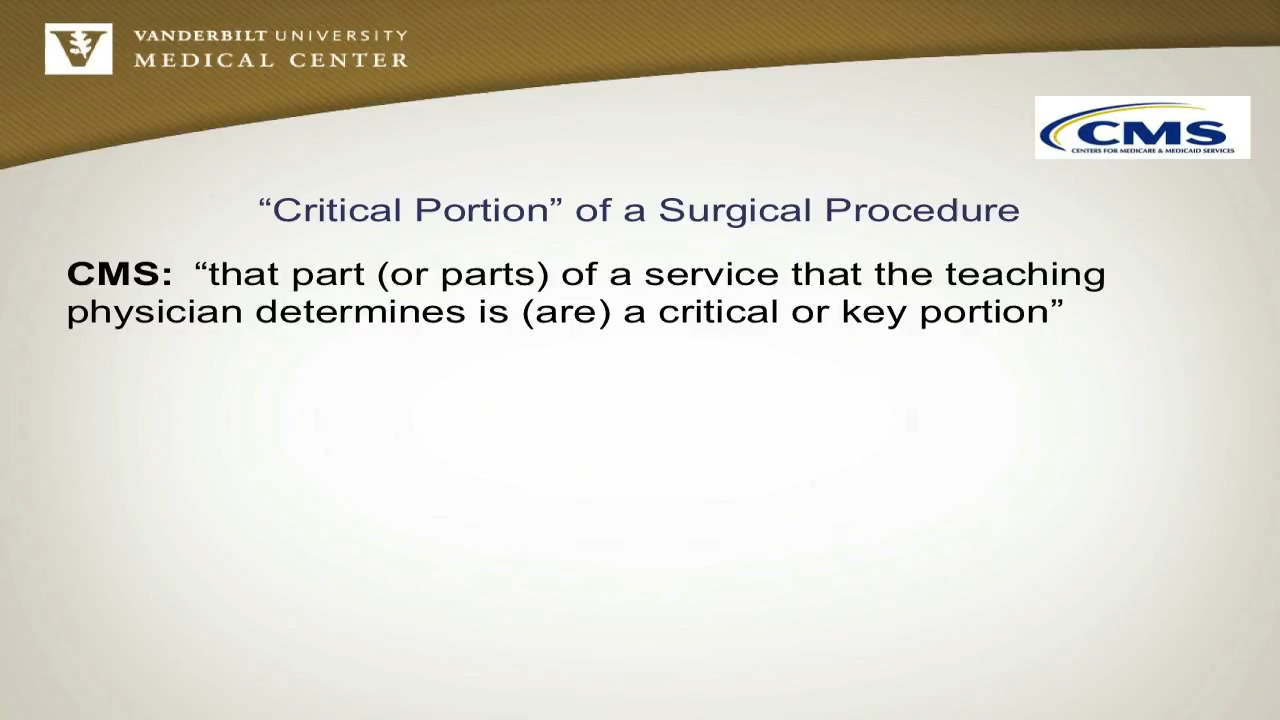 VANDERBILT UNIVERSITY
MEDICAL CENTER
CMS
CENTERS FOR MEDICARE & MEDICAID SERVICES
“Critical Portion” of a Surgical Procedure
CMS: “that part (or parts) of a service that the teaching
physician determines is (are) a critical or key portion”